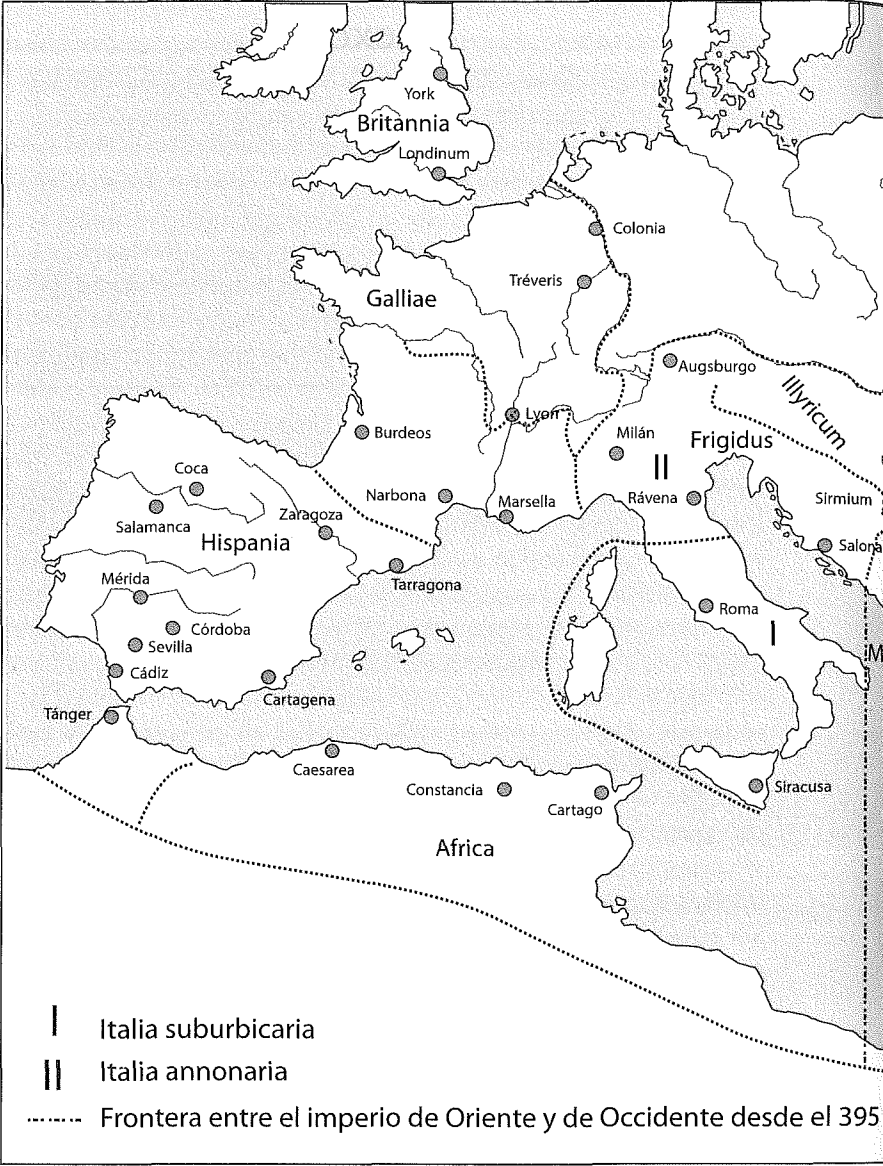 York
Britannia
Londinum
Colonia
Tréveris
Galliae
Augsburgo
Illyricum
Lyon
Burdeos
Milán
Frigidus
II
Coca
Narbona
Marsella
Rávena
Sirmium
Salamanca
Zaragoza
Hispania
Salona
Tarragona
Mérida
Roma
Córdoba
I
Sevilla
M
Cádiz
Cartagena
Tánger
Caesarea
Constancia
Siracusa
Cartago
Africa
I Italia suburbicaria
II Italia annonaria
Frontera entre el imperio de Oriente y de Occidente desde el 395